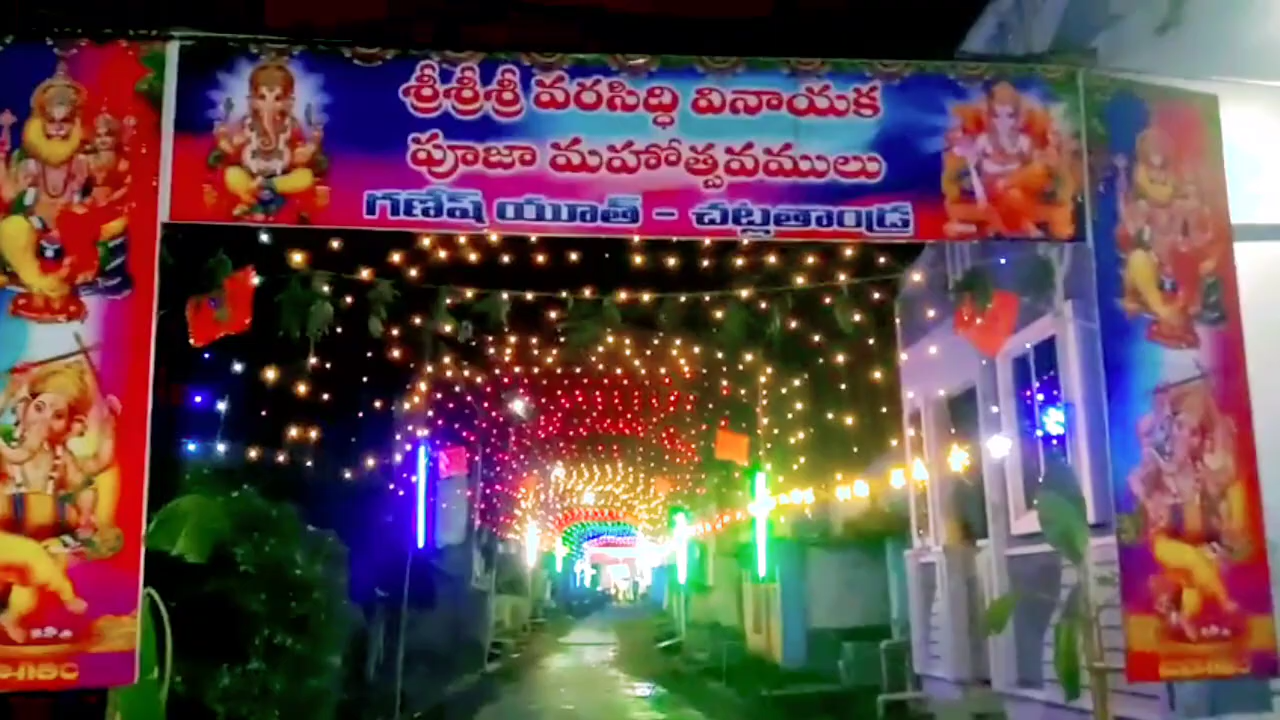 శ్రీశ్రీశ్రీ వరసిద్ధి వినాయక
పూజా మహోత్సవములు
గణేష్ యూత్ - చట్లతాండ్ర